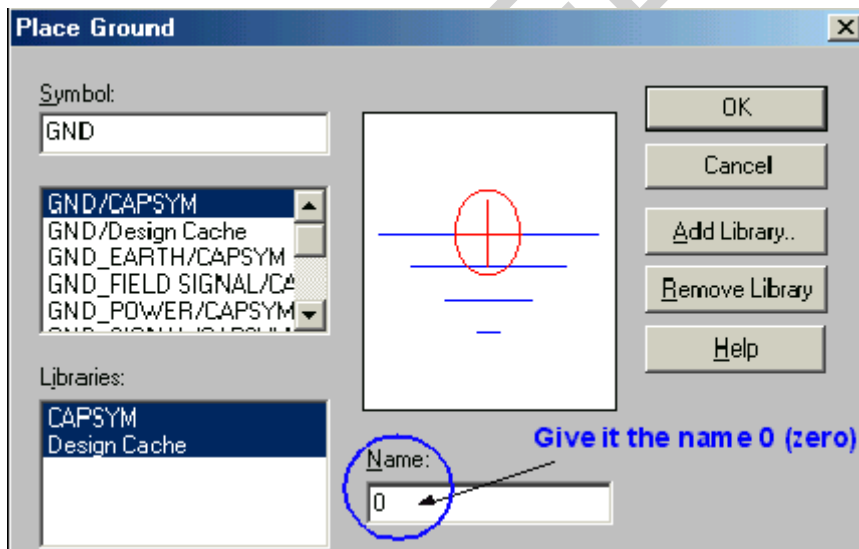 Place Ground
Symbol:
GND
GND/CAPSYM
GND/Design Cache
GND_EARTH/CAPSYM
GND_FIELD SIGNAL/CA
GND_POWER/CAPSYM
Libraries:
CAPSYM
Design Cache
OK
Cancel
Add Library..
Remove Library
Help
Give it the name 0 (zero)
Name:
0